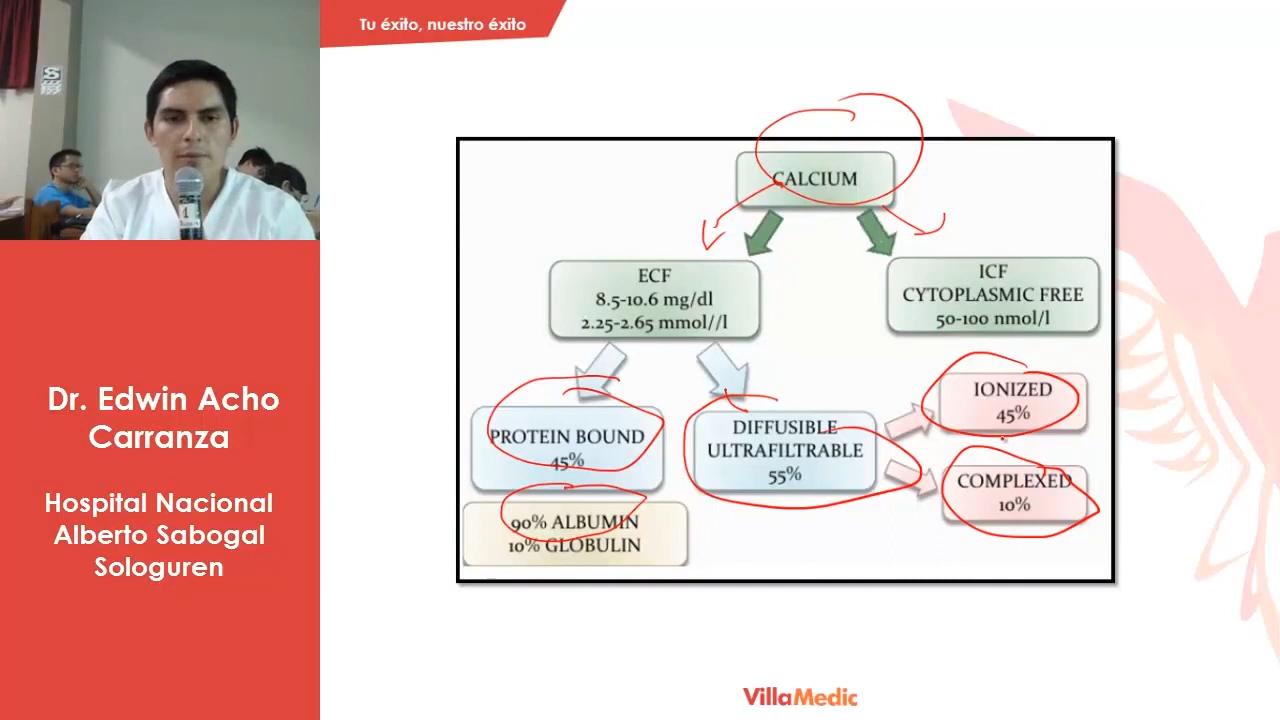 Tu éxito, nuestro éxito
CALCIUM
ECF
8.5-10.6 mg/dl
2.25-2.65 mmol//l
ICF
CYTOPLASMIC FREE
50-100 nmol/l
PROTEIN BOUND
45%
DIFFUSIBLE
ULTRAFILTRABLE
55%
IONIZED
45%
COMPLEXED
10%
90% ALBUMIN
10% GLOBULIN
Dr. Edwin Acho
Carranza
Hospital Nacional
Alberto Sabogal
Sologuren
VillaMedic